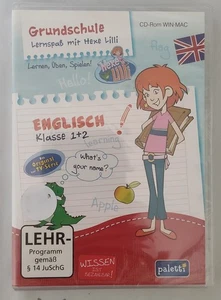 Grundschule
Lernspaß mit Hexe Lilli
CD-Rom WIN/MAC
Lernen, Üben, Spielen!
Hello!
ENGLISCH
Klasse 1+2
What's
your name?
Apple
LEHR-
Programm
gemäß
§ 14 JuSchG
WISSEN
paletti